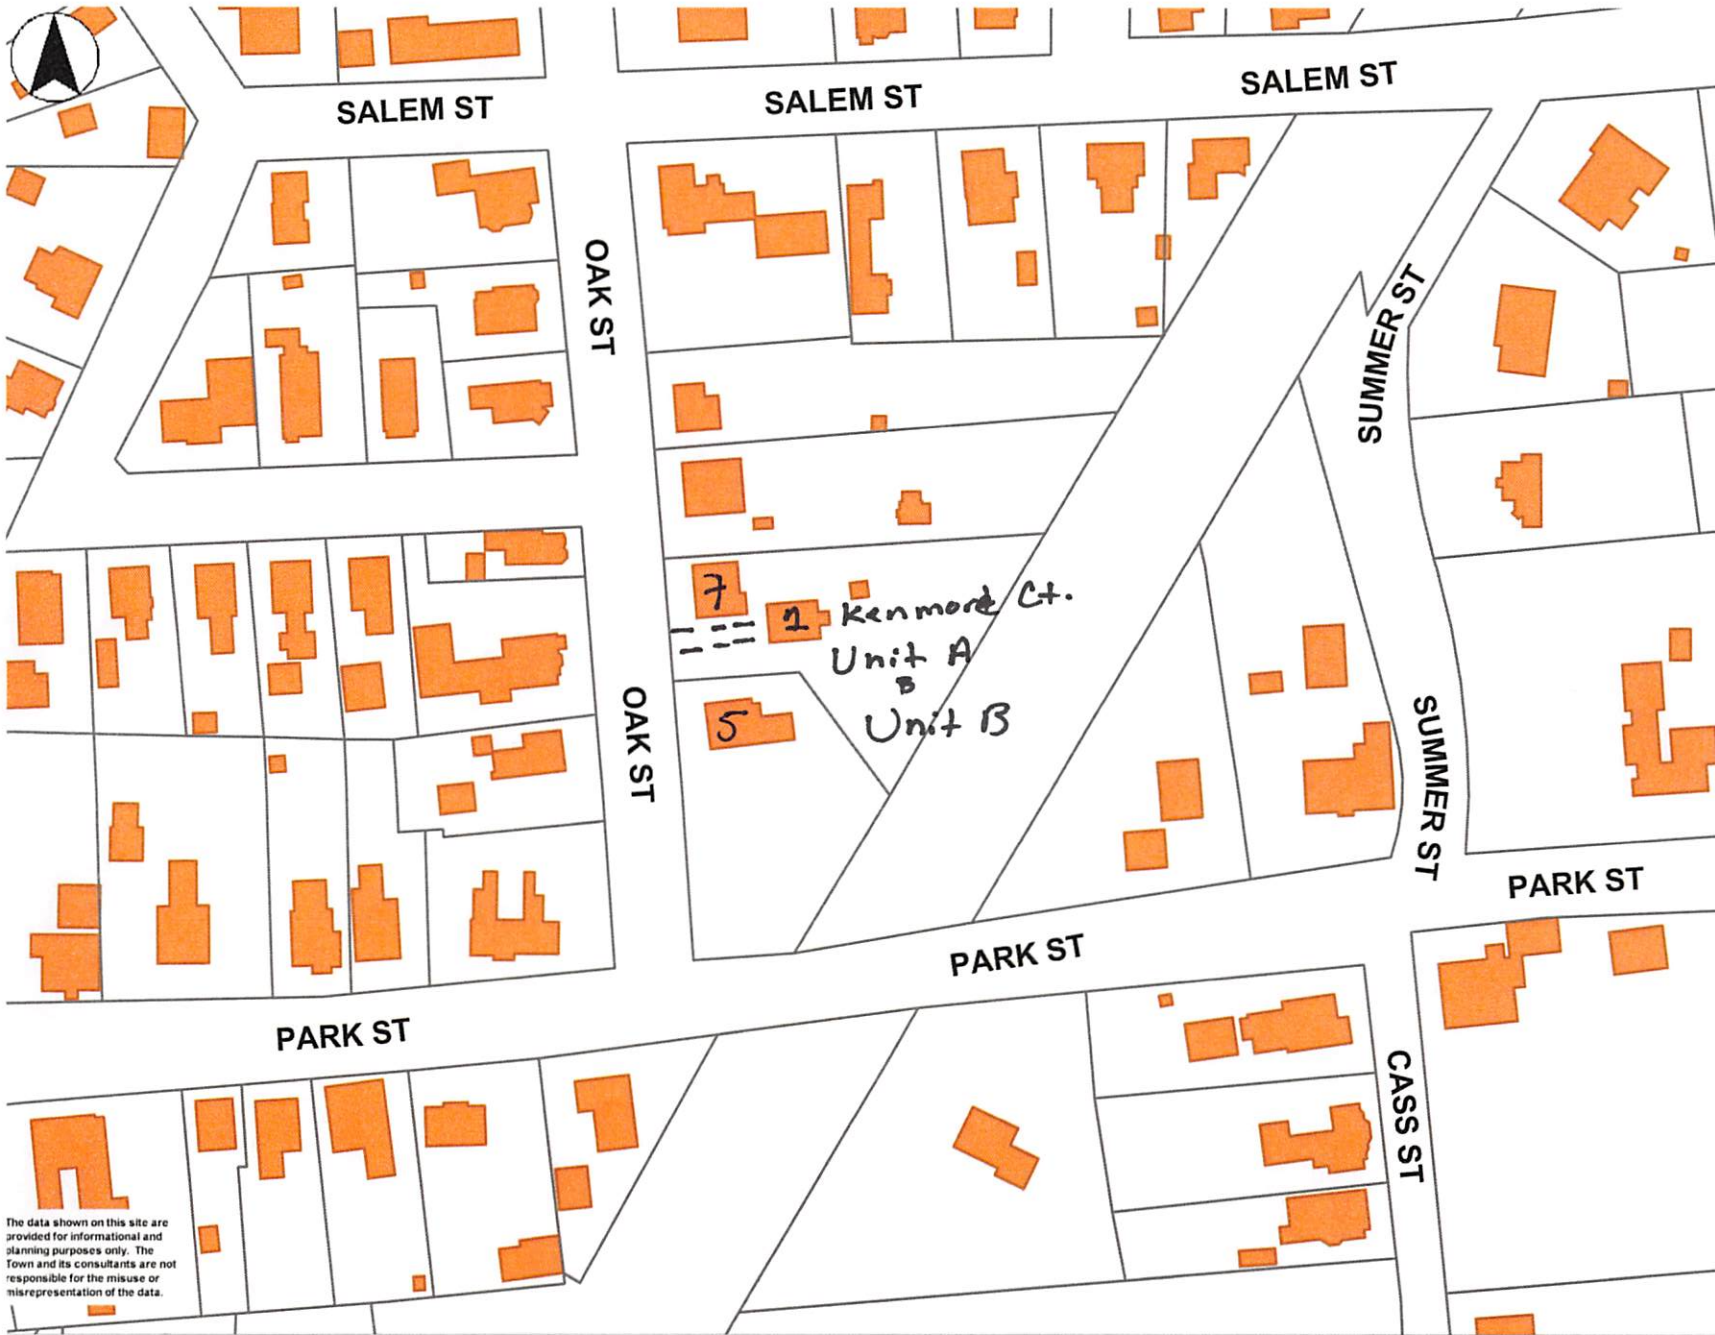 SALEM ST
SALEM ST
SALEM ST
OAK ST
SUMMER ST
7
1 Kenmore Ct.
Unit A
B
Unit B
5
OAK ST
SUMMER ST
PARK ST
PARK ST
PARK ST
CASS ST
The data shown on this site are
provided for informational and
planning purposes only. The
Town and its consultants are not
responsible for the misuse or
misrepresentation of the data.